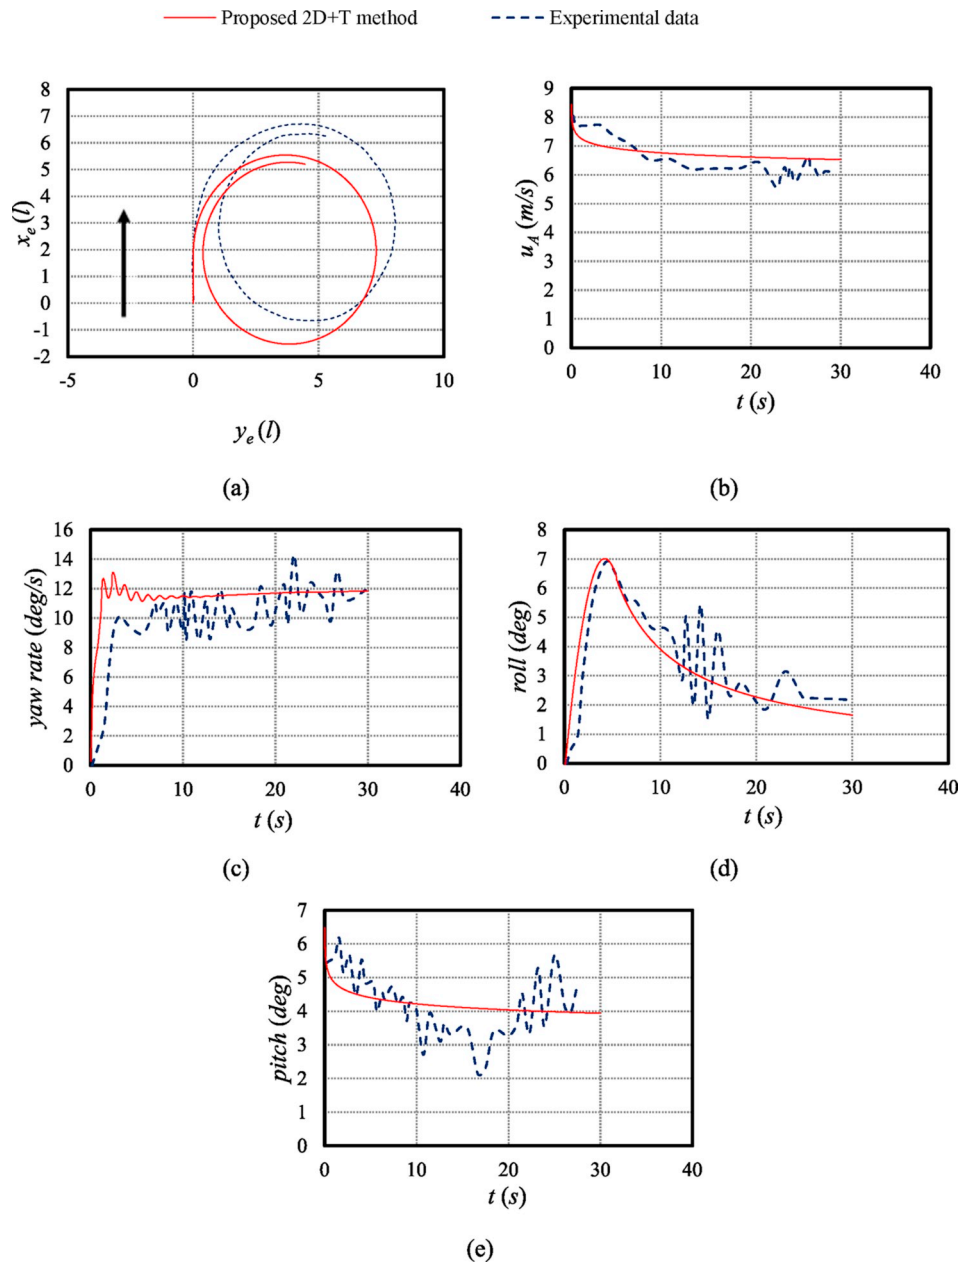 Proposed 2D+T method Experimental data
8
7
6
5
4
3
2
1
0
-1
-2
x_e (l)
-5 0 5 10
y_e (l)
(a)
9
8
7
6
5
4
3
2
1
0
u_A (m/s)
0 10 20 30 40
t (s)
(b)
16
14
12
10
8
6
4
2
0
yaw rate (deg/s)
0 10 20 30 40
t (s)
(c)
8
7
6
5
4
3
2
1
0
roll (deg)
0 10 20 30 40
t (s)
(d)
7
6
5
4
3
2
1
0
pitch (deg)
0 10 20 30 40
t (s)
(e)